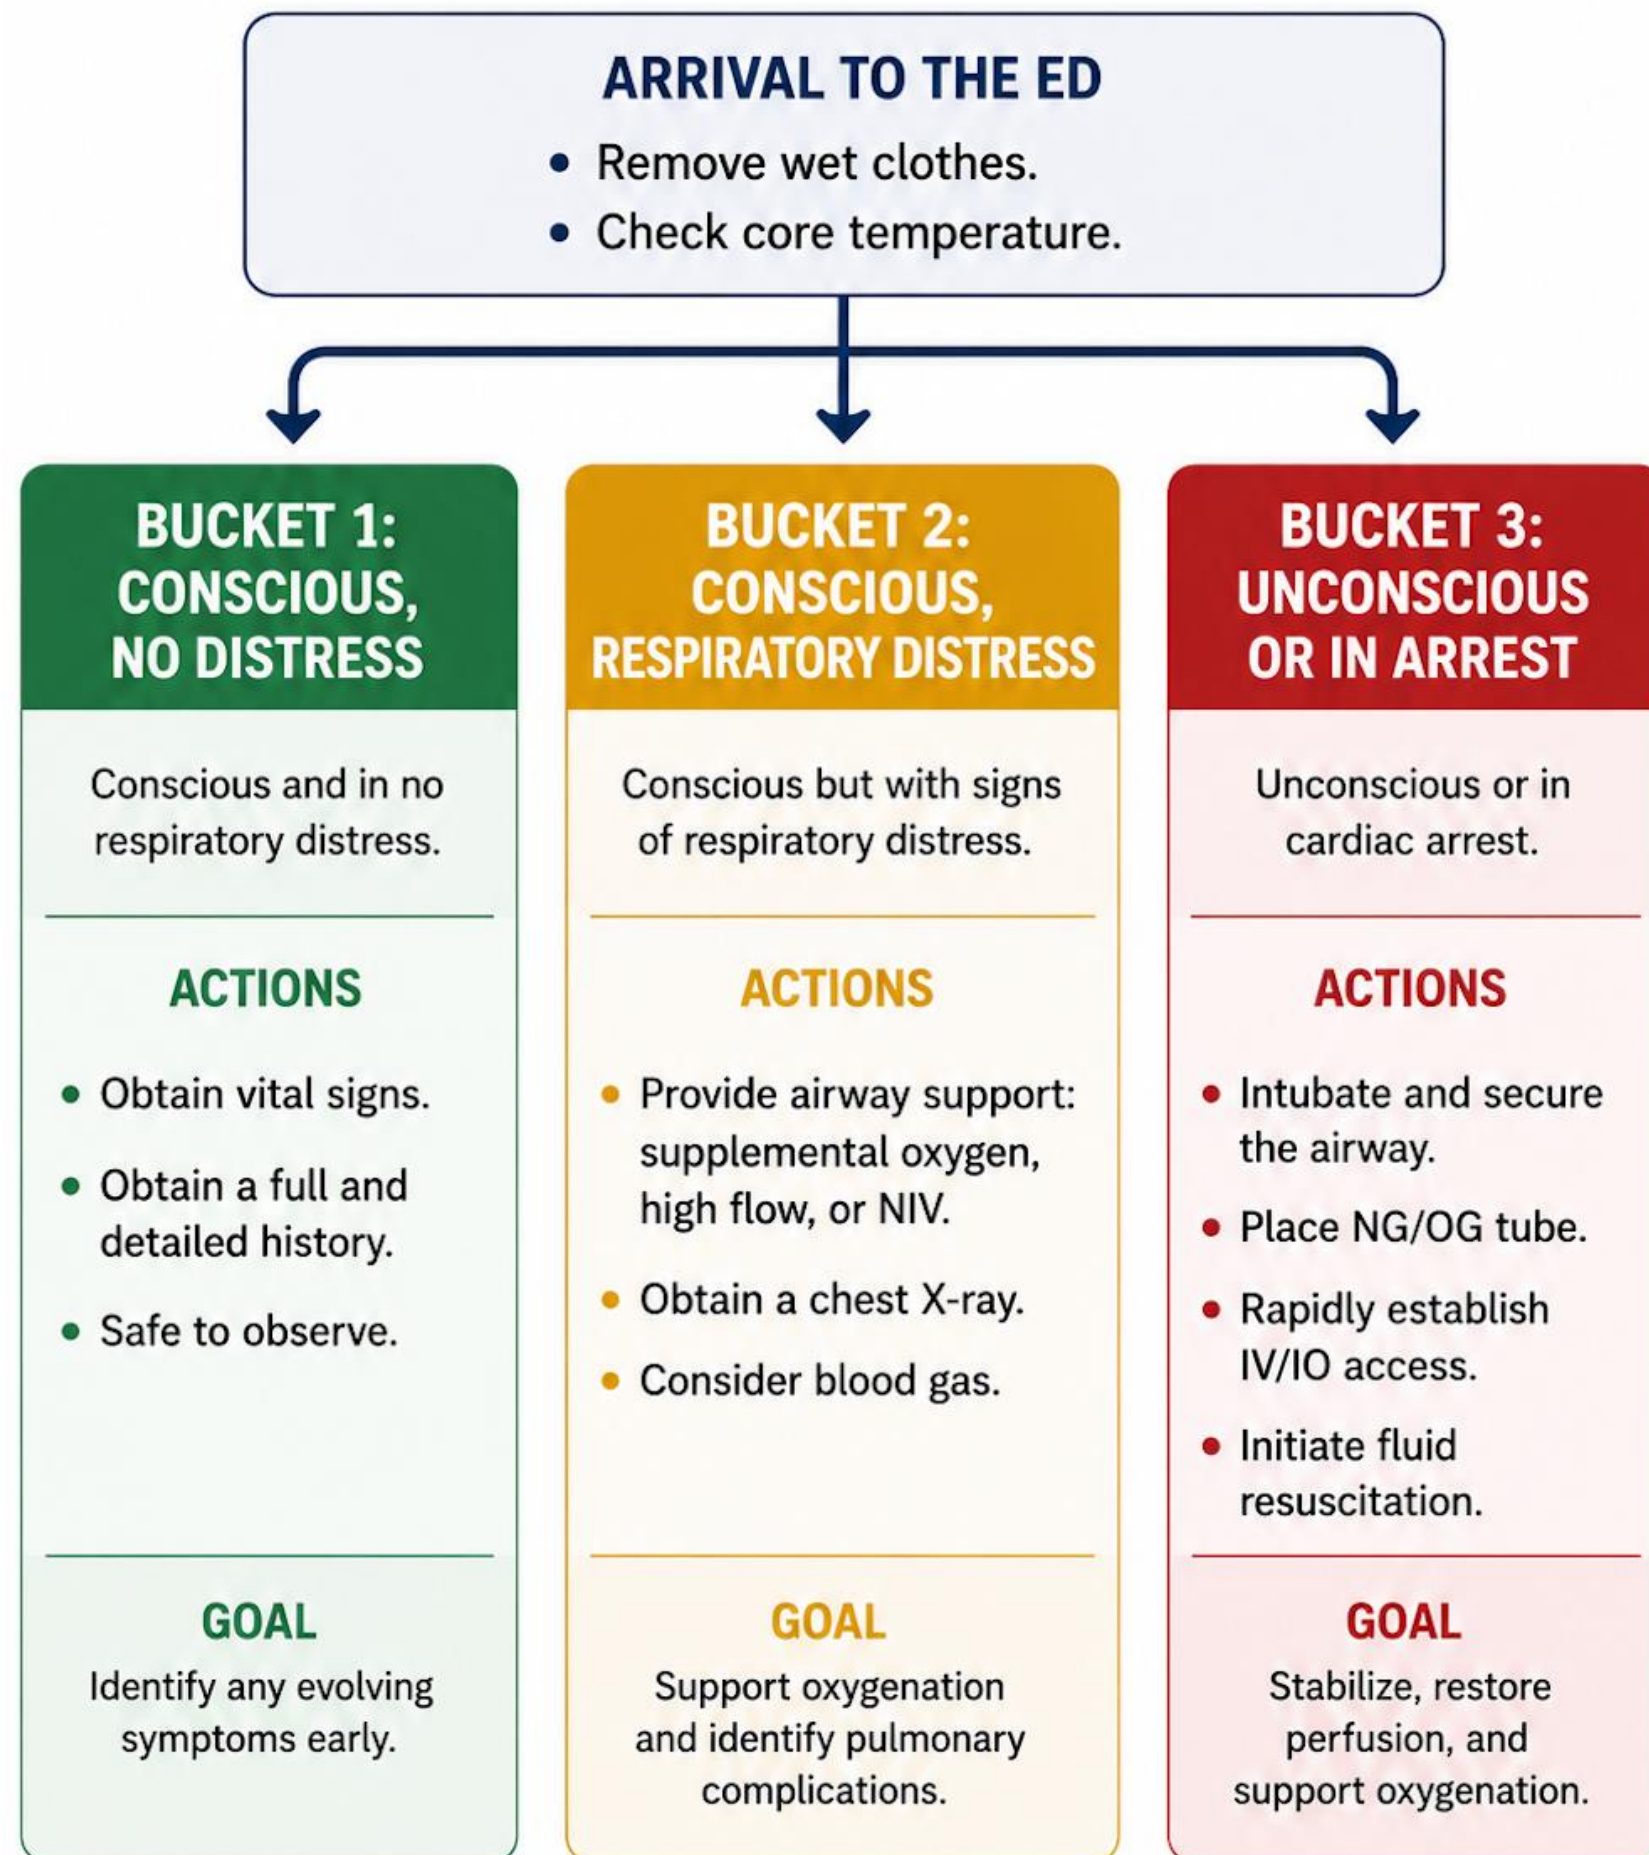 ARRIVAL TO THE ED
• Remove wet clothes.
• Check core temperature.
BUCKET 1:
CONSCIOUS,
NO DISTRESS
Conscious and in no
respiratory distress.
ACTIONS
• Obtain vital signs.
• Obtain a full and
detailed history.
• Safe to observe.
GOAL
Identify any evolving
symptoms early.
BUCKET 2:
CONSCIOUS,
RESPIRATORY DISTRESS
Conscious but with signs
of respiratory distress.
ACTIONS
• Provide airway support:
supplemental oxygen,
high flow, or NIV.
• Obtain a chest X-ray.
• Consider blood gas.
GOAL
Support oxygenation
and identify pulmonary
complications.
BUCKET 3:
UNCONSCIOUS
OR IN ARREST
Unconscious or in
cardiac arrest.
ACTIONS
• Intubate and secure
the airway.
• Place NG/OG tube.
• Rapidly establish
IV/IO access.
• Initiate fluid
resuscitation.
GOAL
Stabilize, restore
perfusion, and
support oxygenation.